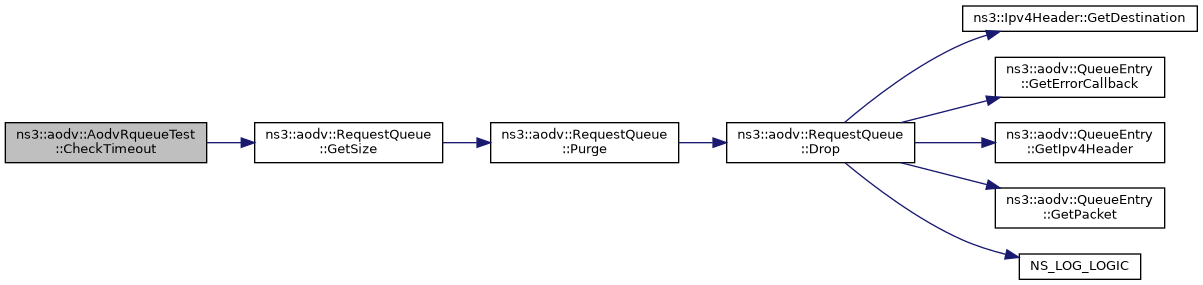 ns3::aodv::AodvRqueueTest
::CheckTimeout
ns3::aodv::RequestQueue
::GetSize
ns3::aodv::RequestQueue
::Purge
ns3::aodv::RequestQueue
::Drop
ns3::Ipv4Header::GetDestination
ns3::aodv::QueueEntry
::GetErrorCallback
ns3::aodv::QueueEntry
::GetIpv4Header
ns3::aodv::QueueEntry
::GetPacket
NS_LOG_LOGIC